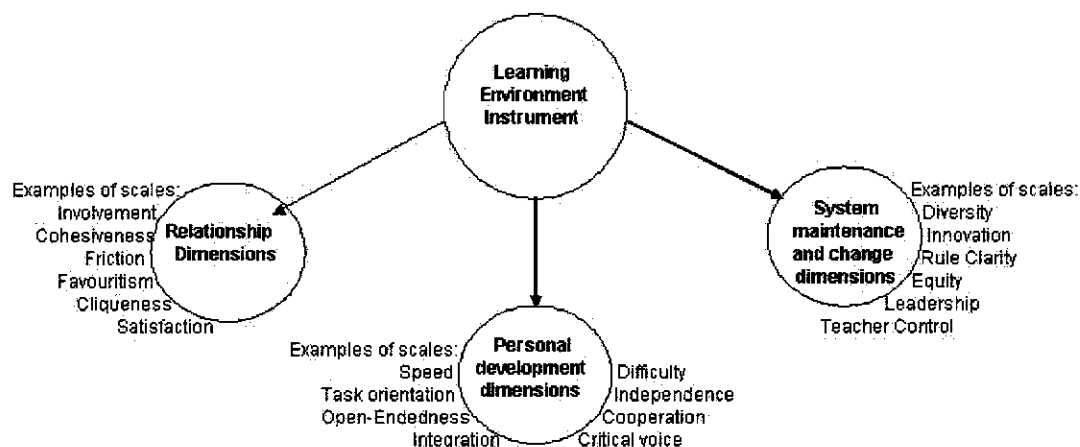 Learning
Environment
Instrument
Examples of scales:
Involvement
Cohesiveness
Friction
Favouritism
Cliqueness
Satisfaction
Relationship
Dimensions
System
maintenance
and change
dimensions
Examples of scales:
Diversity
Innovation
Rule Clarity
Equity
Leadership
Teacher Control
Examples of scales:
Speed
Task orientation
Open-Endedness
Integration
Personal
development
dimensions
Difficulty
Independence
Cooperation
Critical voice